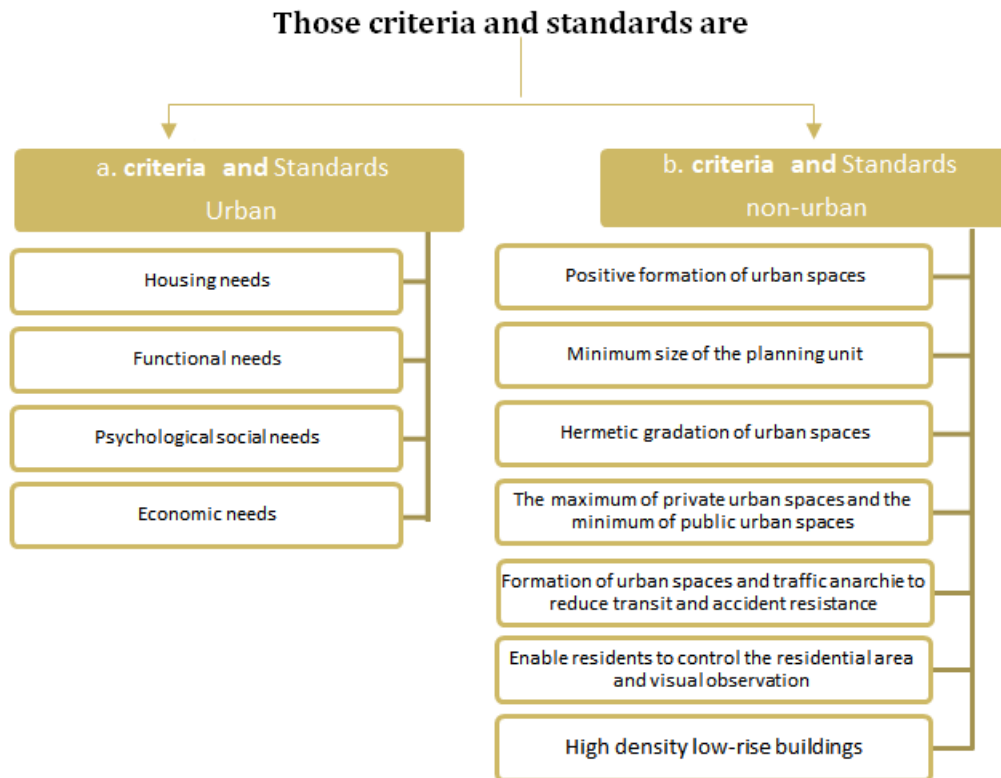 Those criteria and standards are
a. criteria and Standards
Urban
Housing needs
Functional needs
Psychological social needs
Economic needs
b. criteria and Standards
non-urban
Positive formation of urban spaces
Minimum size of the planning unit
Hermetic gradation of urban spaces
The maximum of private urban spaces and the
minimum of public urban spaces
Formation of urban spaces and traffic anarchie to
reduce transit and accident resistance
Enable residents to control the residential area
and visual observation
High density low-rise buildings